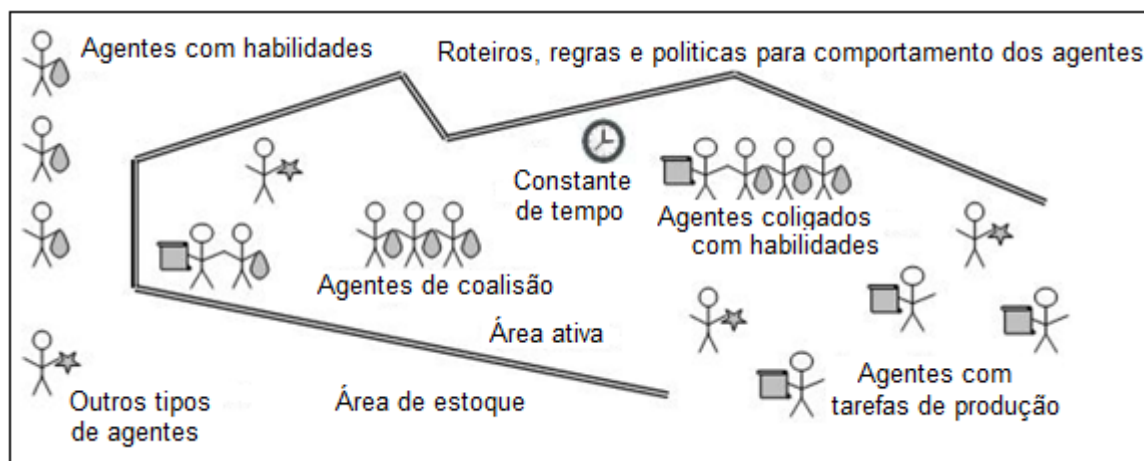 Agentes com habilidades
Roteiros, regras e politicas para comportamento dos agentes
Constante
de tempo
Agentes coligados
com habilidades
Agentes de coalisão
Área ativa
Área de estoque
Outros tipos
de agentes
Agentes com
tarefas de produção